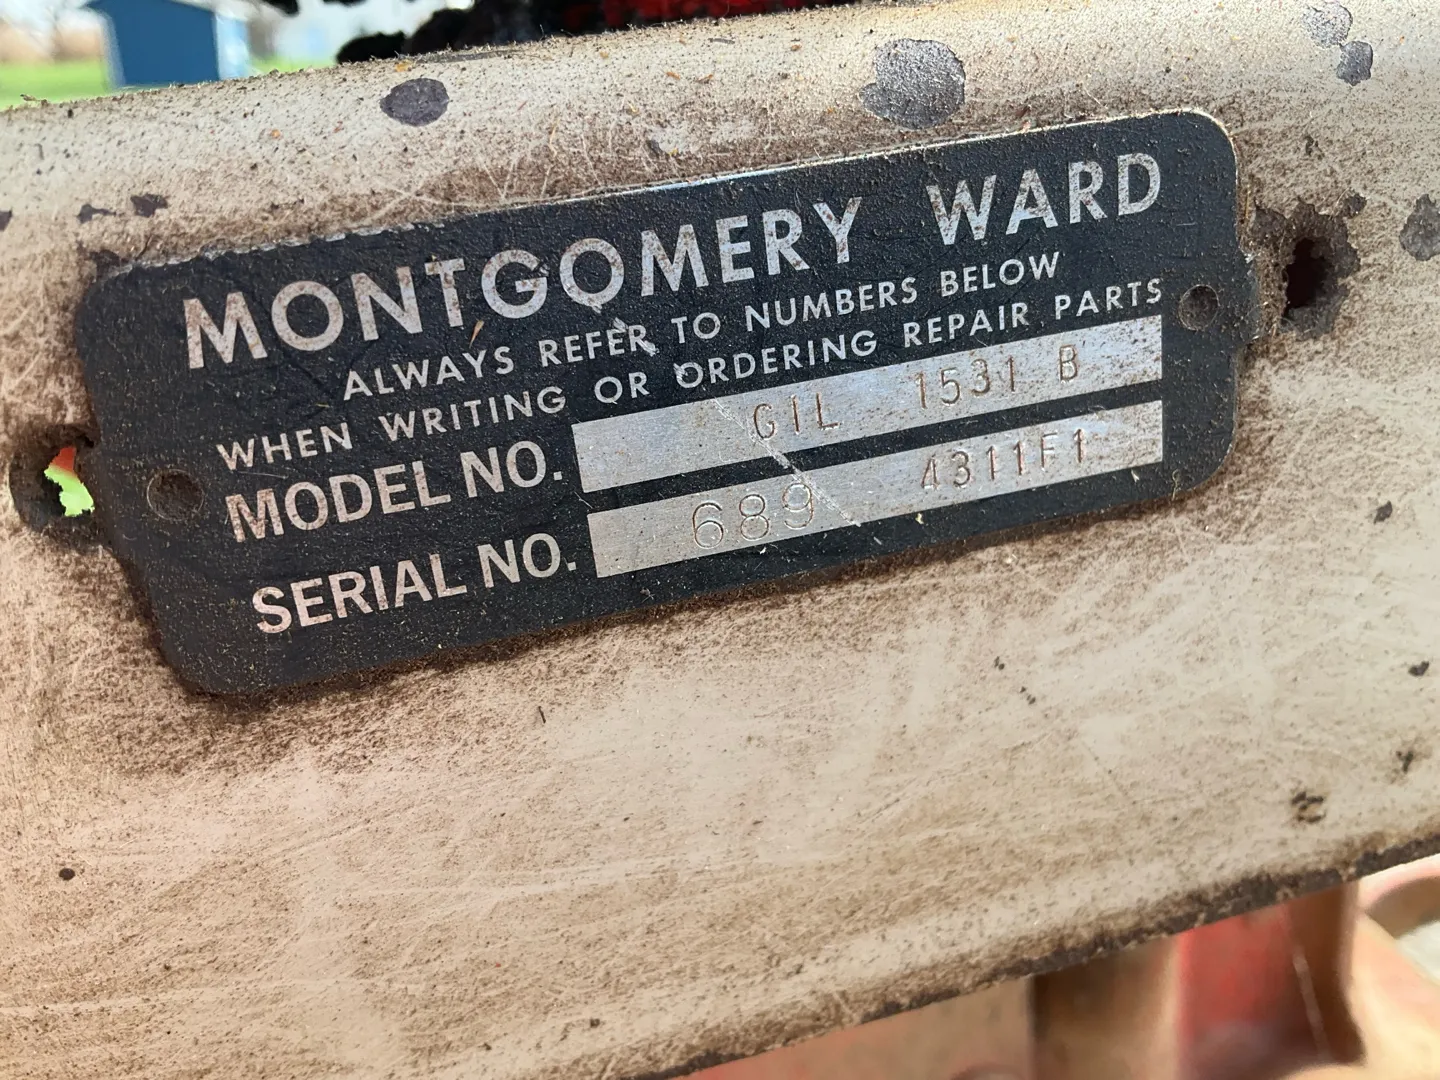 MONTGOMERY WARD
ALWAYS REFER TO NUMBERS BELOW
WHEN WRITING OR ORDERING REPAIR PARTS
MODEL NO. GIL 1531 B
SERIAL NO. 689 4311F1